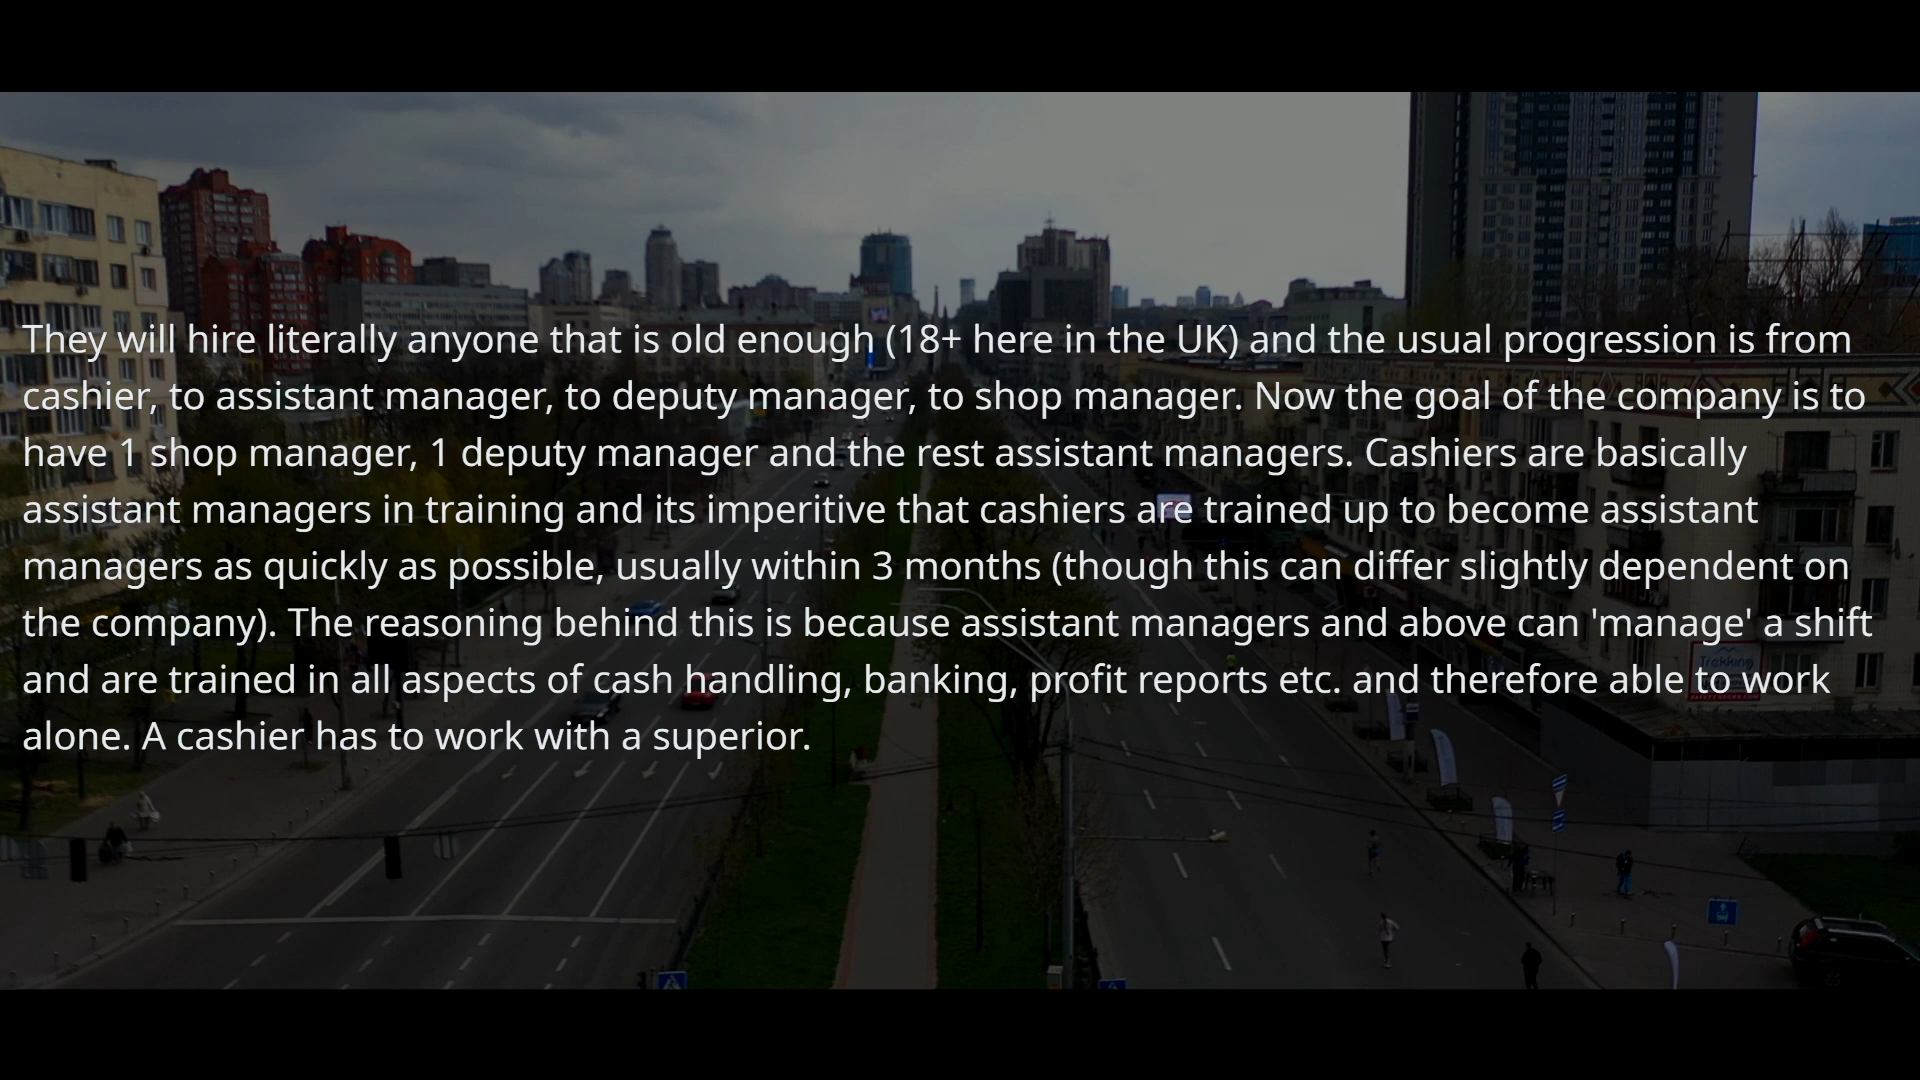 They will hire literally anyone that is old enough (18+ here in the UK) and the usual progression is from
cashier, to assistant manager, to deputy manager, to shop manager. Now the goal of the company is to
have 1 shop manager, 1 deputy manager and the rest assistant managers. Cashiers are basically
assistant managers in training and its imperitive that cashiers are trained up to become assistant
managers as quickly as possible, usually within 3 months (though this can differ slightly dependent on
the company). The reasoning behind this is because assistant managers and above can 'manage' a shift
and are trained in all aspects of cash handling, banking, profit reports etc. and therefore able to work
alone. A cashier has to work with a superior.
Trekking